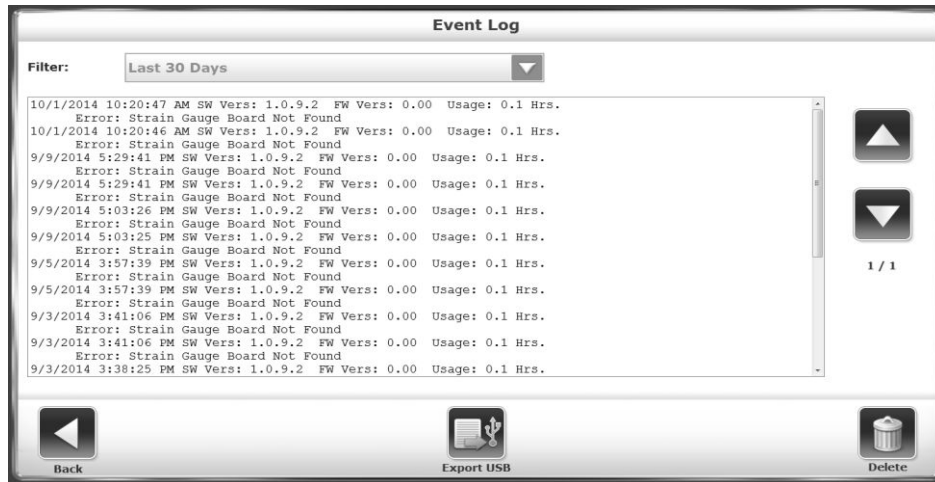 Event Log
Filter: Last 30 Days
10/1/2014 10:20:47 AM SW Vers: 1.0.9.2 FW Vers: 0.00 Usage: 0.1 Hrs.
Error: Strain Gauge Board Not Found
10/1/2014 10:20:46 AM SW Vers: 1.0.9.2 FW Vers: 0.00 Usage: 0.1 Hrs.
Error: Strain Gauge Board Not Found
9/9/2014 5:29:41 PM SW Vers: 1.0.9.2 FW Vers: 0.00 Usage: 0.1 Hrs.
Error: Strain Gauge Board Not Found
9/9/2014 5:29:41 PM SW Vers: 1.0.9.2 FW Vers: 0.00 Usage: 0.1 Hrs.
Error: Strain Gauge Board Not Found
9/9/2014 5:03:26 PM SW Vers: 1.0.9.2 FW Vers: 0.00 Usage: 0.1 Hrs.
Error: Strain Gauge Board Not Found
9/9/2014 5:03:25 PM SW Vers: 1.0.9.2 FW Vers: 0.00 Usage: 0.1 Hrs.
Error: Strain Gauge Board Not Found
9/5/2014 3:57:39 PM SW Vers: 1.0.9.2 FW Vers: 0.00 Usage: 0.1 Hrs.
Error: Strain Gauge Board Not Found
9/5/2014 3:57:39 PM SW Vers: 1.0.9.2 FW Vers: 0.00 Usage: 0.1 Hrs.
Error: Strain Gauge Board Not Found
9/3/2014 3:41:06 PM SW Vers: 1.0.9.2 FW Vers: 0.00 Usage: 0.1 Hrs.
Error: Strain Gauge Board Not Found
9/3/2014 3:41:06 PM SW Vers: 1.0.9.2 FW Vers: 0.00 Usage: 0.1 Hrs.
Error: Strain Gauge Board Not Found
9/3/2014 3:38:25 PM SW Vers: 1.0.9.2 FW Vers: 0.00 Usage: 0.1 Hrs.
1 / 1
Back
Export USB
Delete